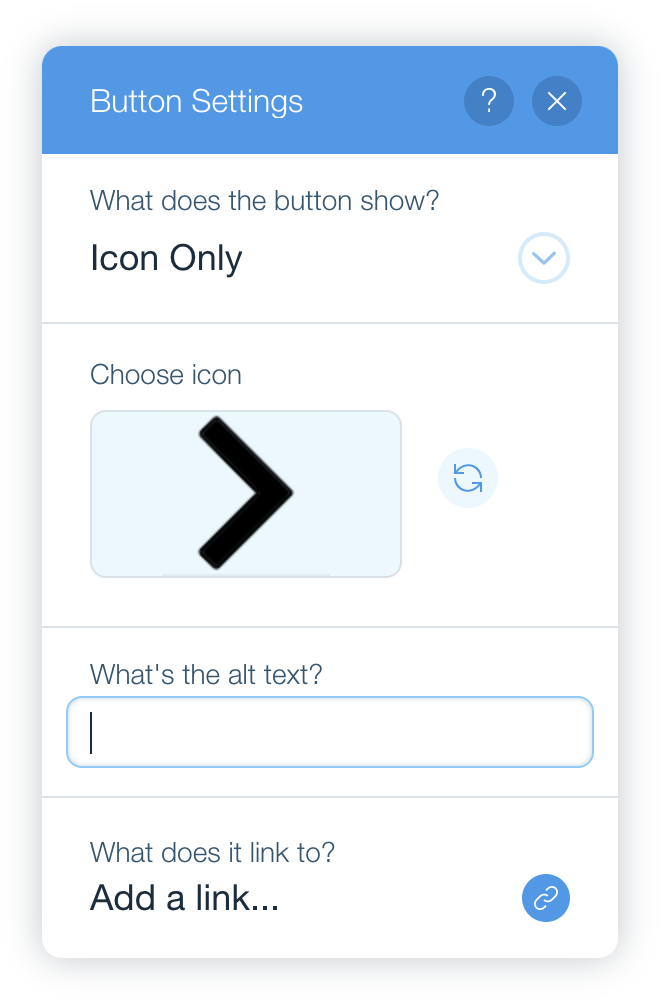 Button Settings
?
What does the button show?
Icon Only
Choose icon
What's the alt text?
What does it link to?
Add a link...